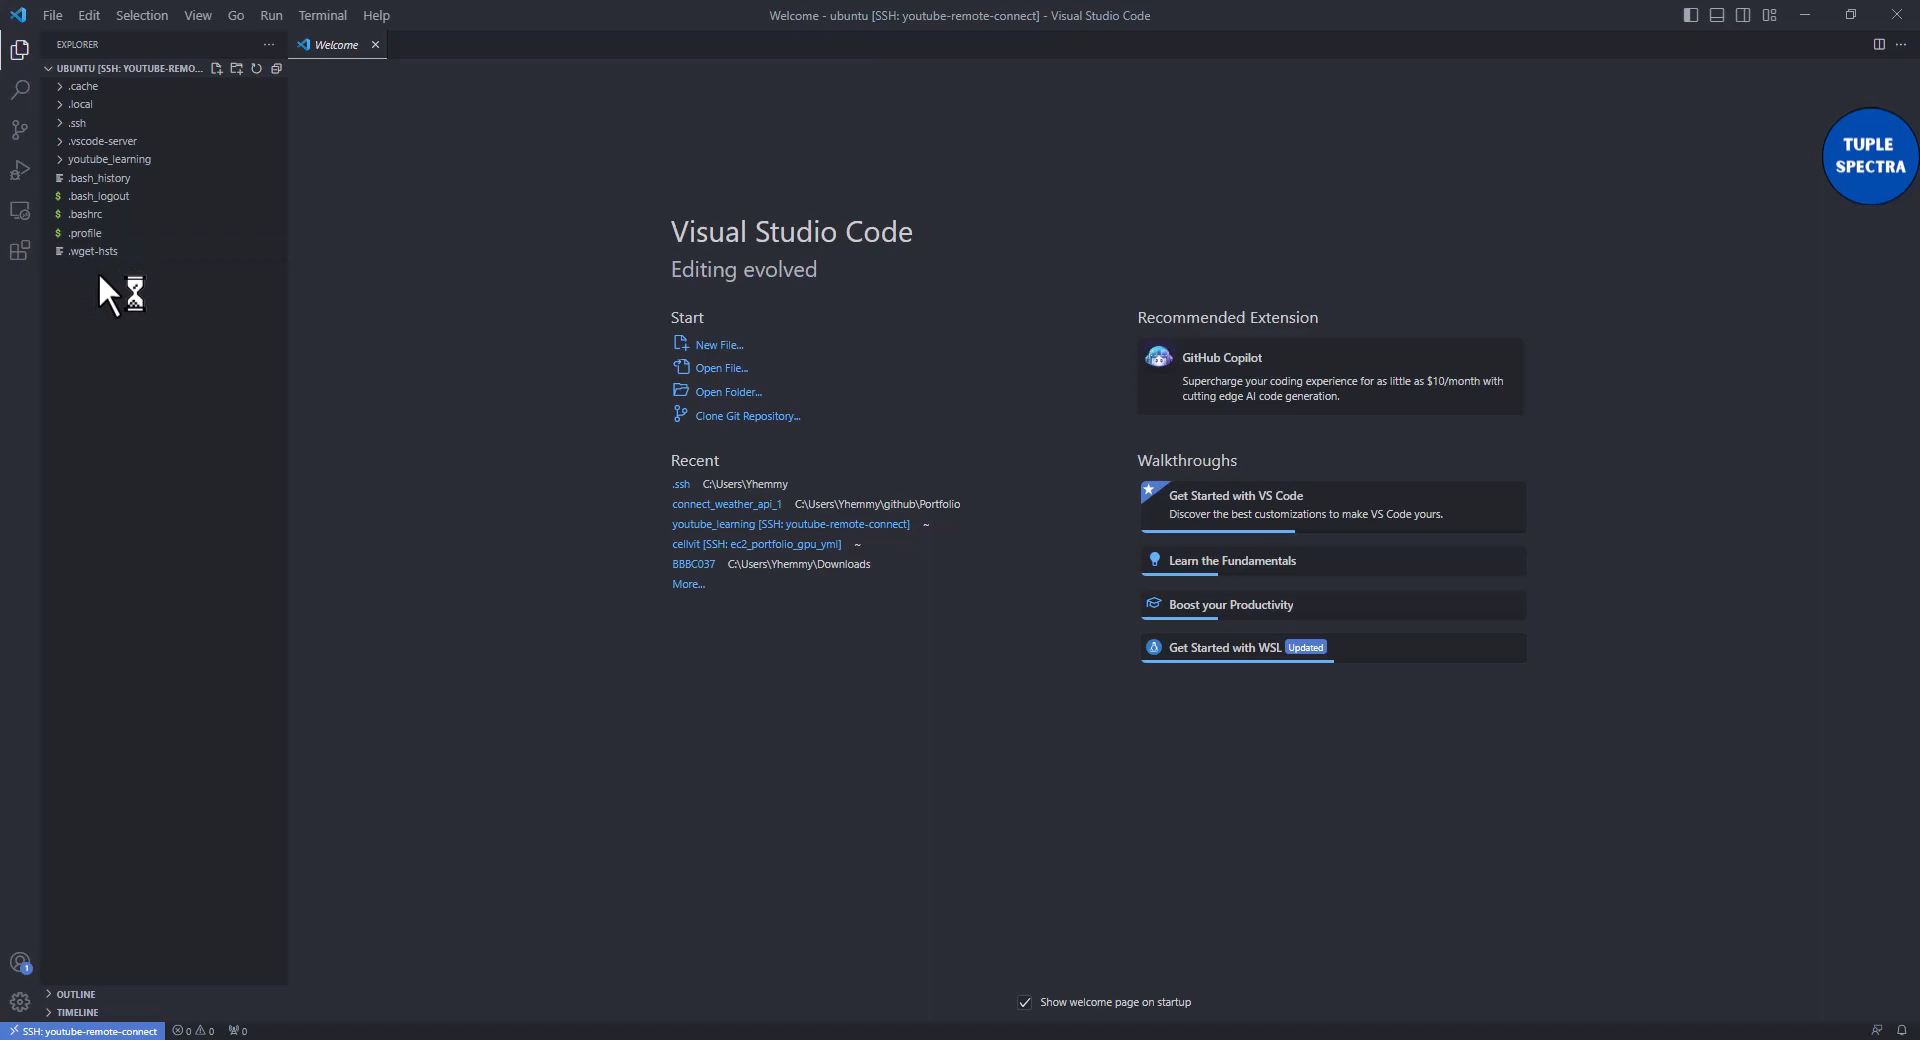 File Edit Selection View Go Run Terminal Help
Welcome - ubuntu [SSH: youtube-remote-connect] - Visual Studio Code
EXPLORER
Welcome
UBUNTU [SSH: YOUTUBE-REMO...
.cache
.local
.ssh
.vscode-server
youtube_learning
.bash_history
$ .bash_logout
$ .bashrc
$ .profile
.wget-hsts
TUPLE
SPECTRA
Visual Studio Code
Editing evolved
Start
New File...
Open File...
Open Folder...
Clone Git Repository...
Recent
.ssh C:\Users\Yhemmy
connect_weather_api_1 C:\Users\Yhemmy\github\Portfolio
youtube_learning [SSH: youtube-remote-connect] ~
cellvit [SSH: ec2_portfolio_gpu_yml] ~
BBBC037 C:\Users\Yhemmy\Downloads
More...
Recommended Extension
GitHub Copilot
Supercharge your coding experience for as little as $10/month with
cutting edge AI code generation.
Walkthroughs
Get Started with VS Code
Discover the best customizations to make VS Code yours.
Learn the Fundamentals
Boost your Productivity
Get Started with WSL Updated
Show welcome page on startup
1
OUTLINE
TIMELINE
SSH: youtube-remote-connect 0 0 0